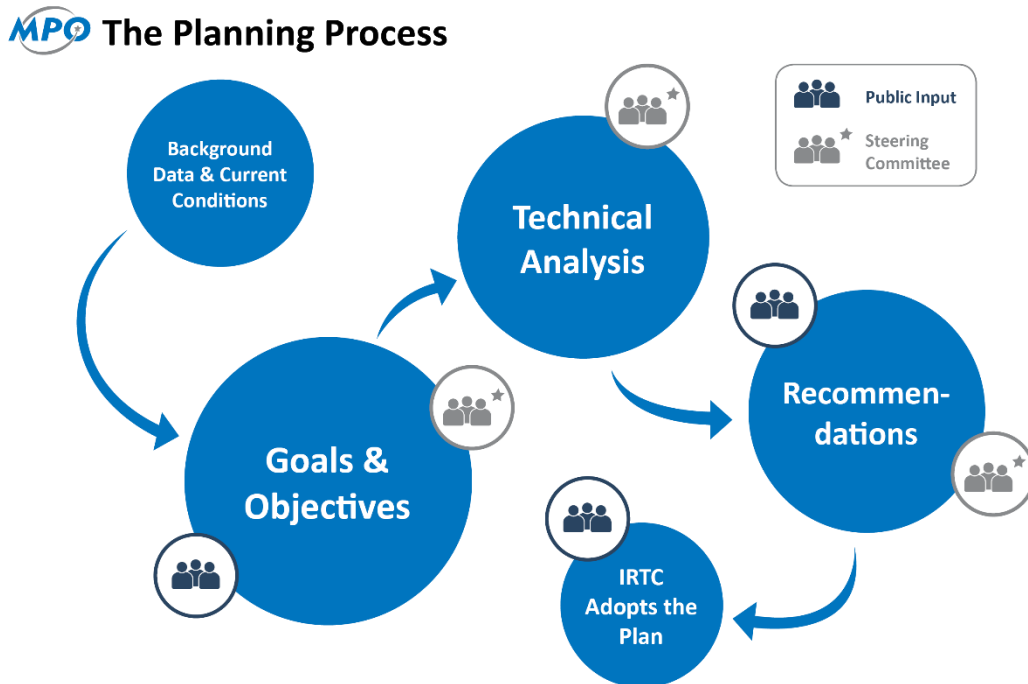 MPO The Planning Process
Background
Data & Current
Conditions
Technical
Analysis
Public Input
Steering
Committee
Goals &
Objectives
Recommen-
dations
IRTC
Adopts the
Plan